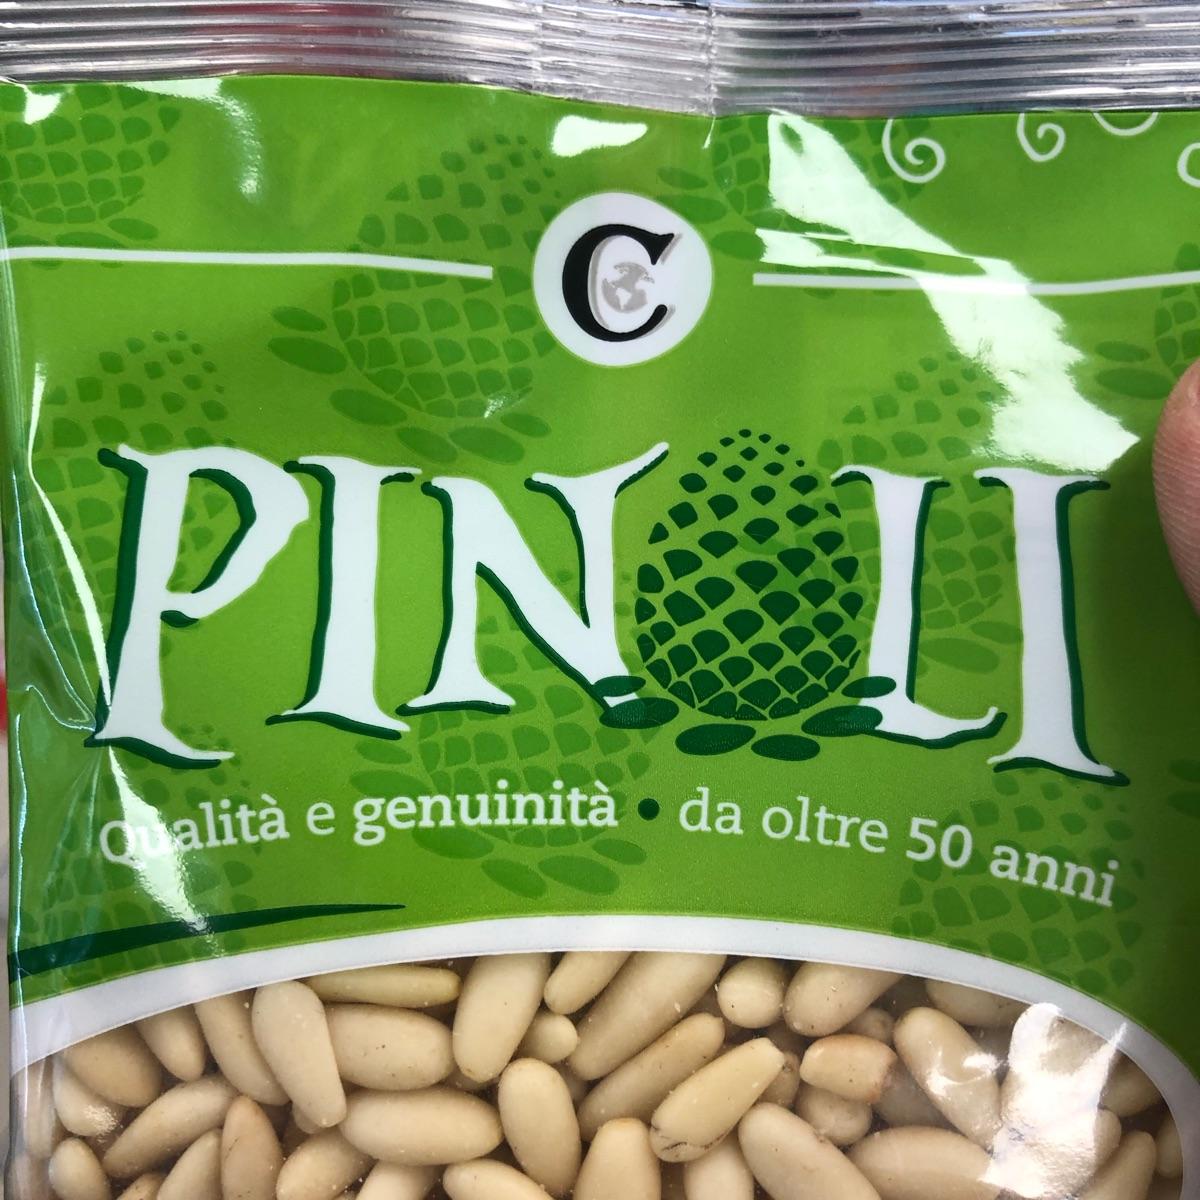 C
PINOLI
Qualità e genuinità • da oltre 50 anni